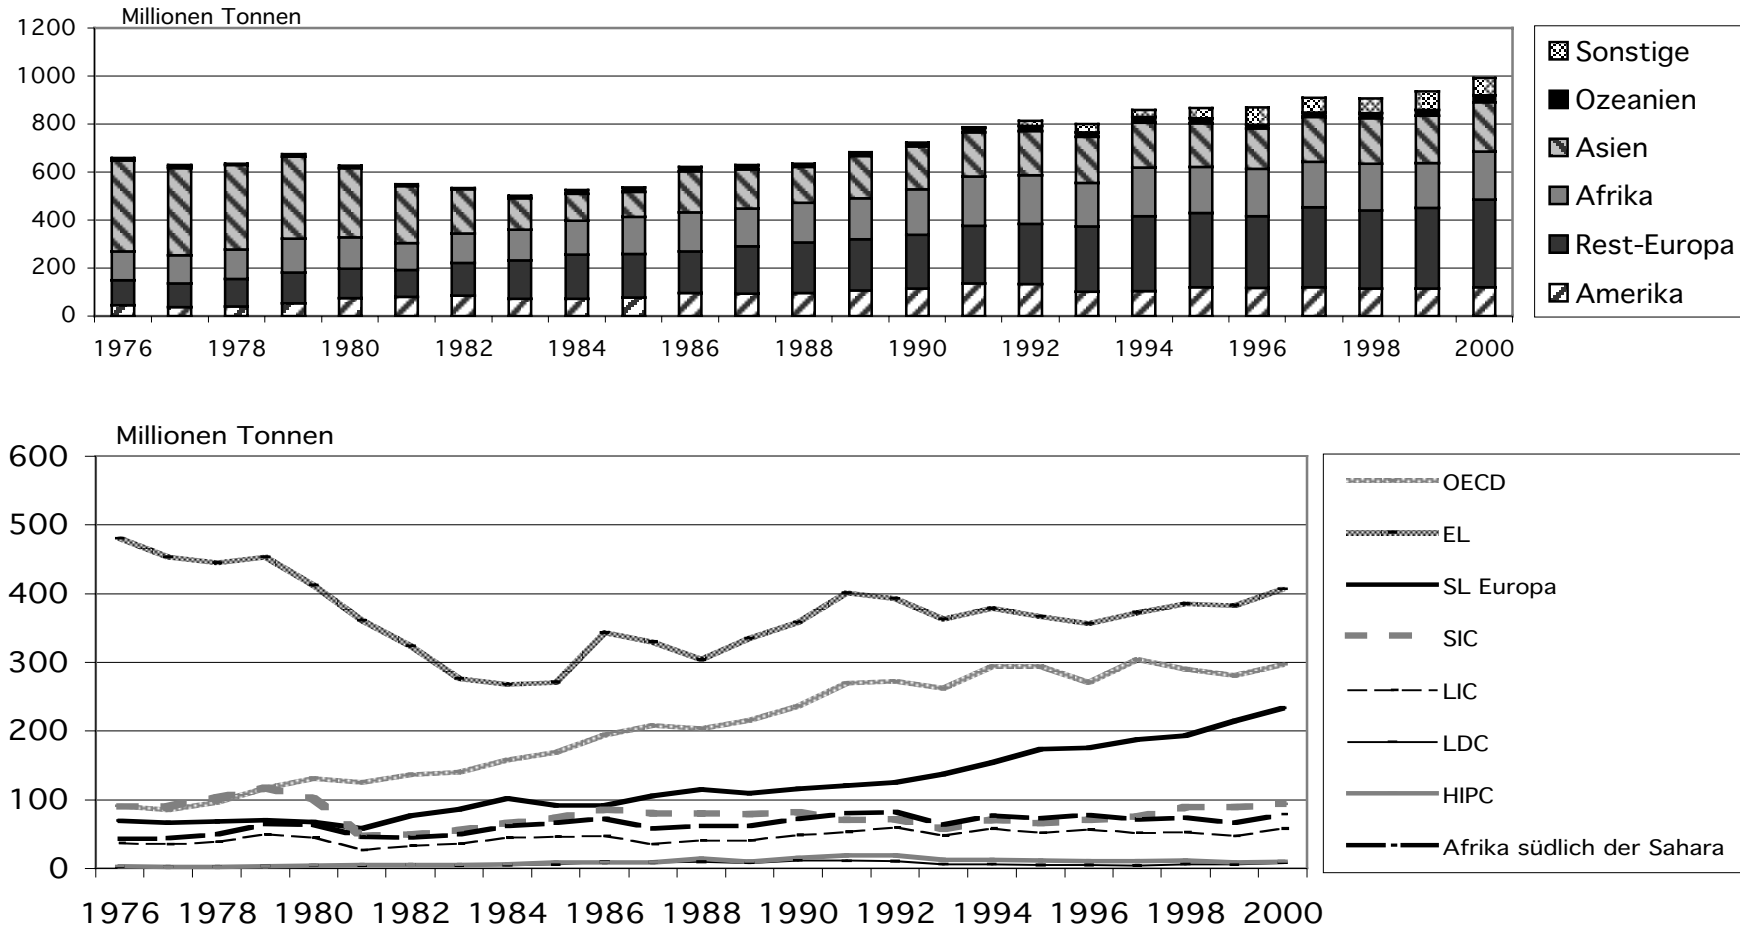 Millionen Tonnen
1200
1000
800
600
400
200
0
1976 1978 1980 1982 1984 1986 1988 1990 1992 1994 1996 1998 2000
Sonstige
Ozeanien
Asien
Afrika
Rest-Europa
Amerika
Millionen Tonnen
600
500
400
300
200
100
0
1976 1978 1980 1982 1984 1986 1988 1990 1992 1994 1996 1998 2000
OECD
EL
SL Europa
SIC
LIC
LDC
HIPC
Afrika südlich der Sahara